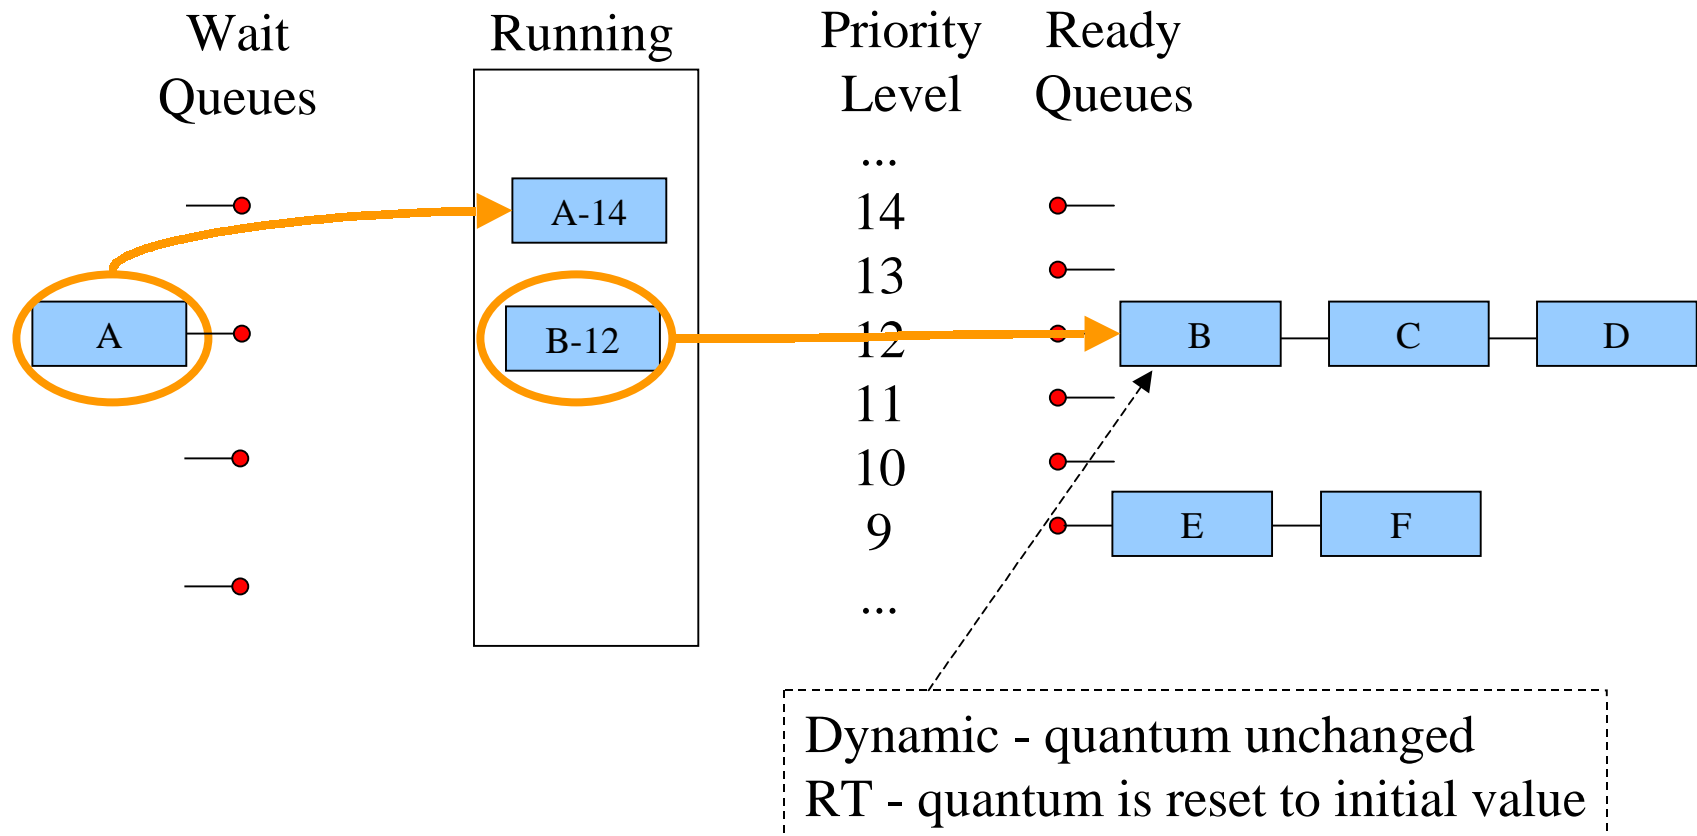 Wait
Queues
Running
Priority
Level
Ready
Queues
...
14
13
12
11
10
9
...
A
A-14
B-12
B
C
D
E
F
Dynamic - quantum unchanged
RT - quantum is reset to initial value